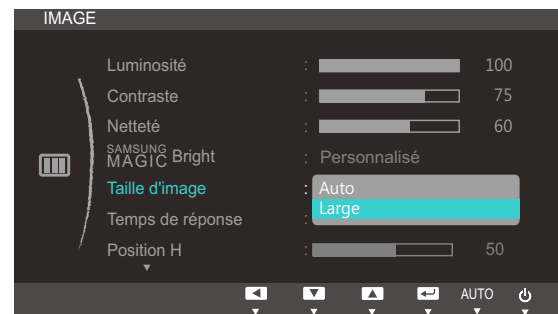 IMAGE
Luminosité : 100
Contraste : 75
Netteté : 60
SAMSUNG
MAGIC Bright : Personnalisé
Taille d'image : Auto
Large
Temps de réponse :
Position H : 50
AUTO